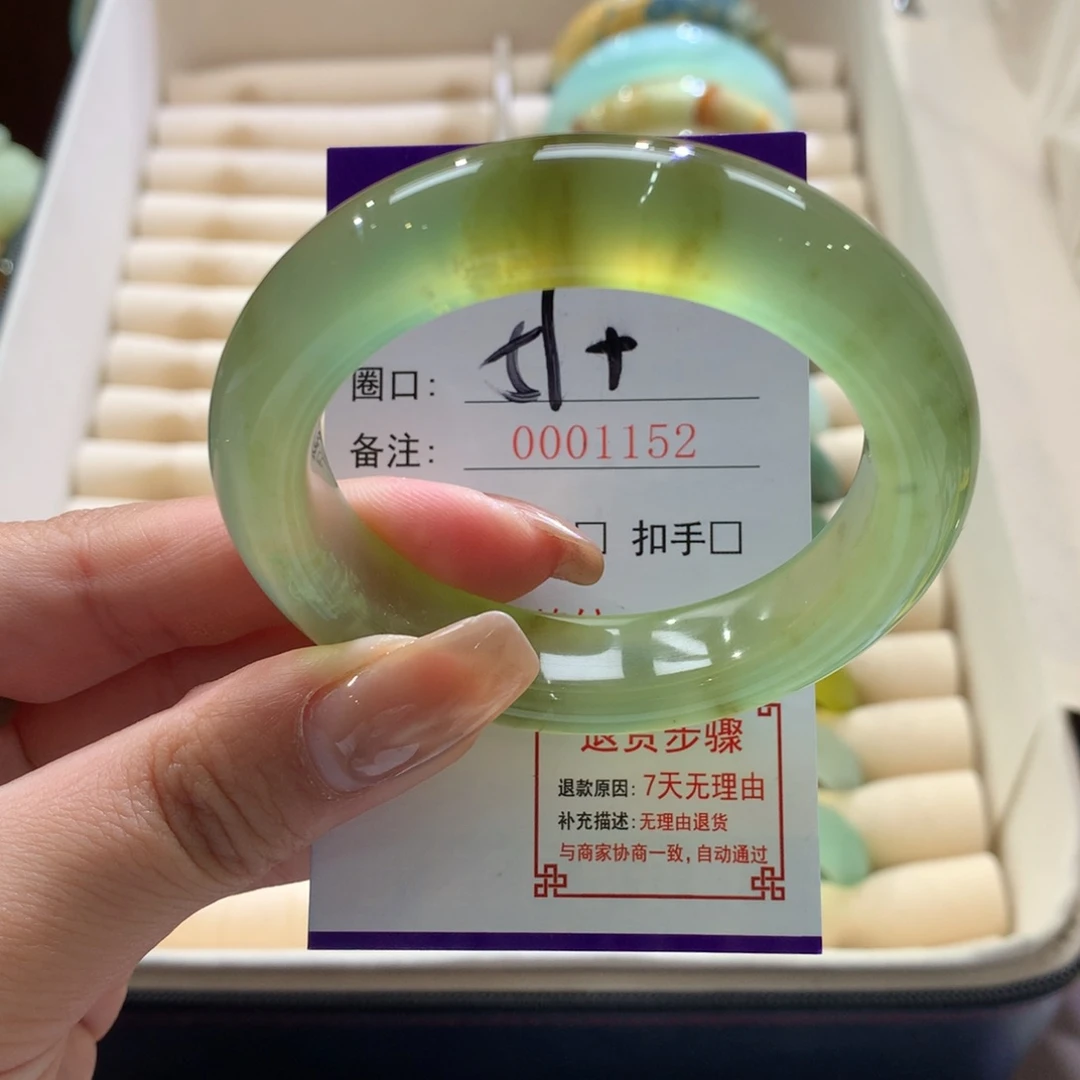 圈口：
备注： 0001152
扣手□
退货步骤
退款原因：7天无理由
补充描述：无理由退货
与商家协商一致，自动通过